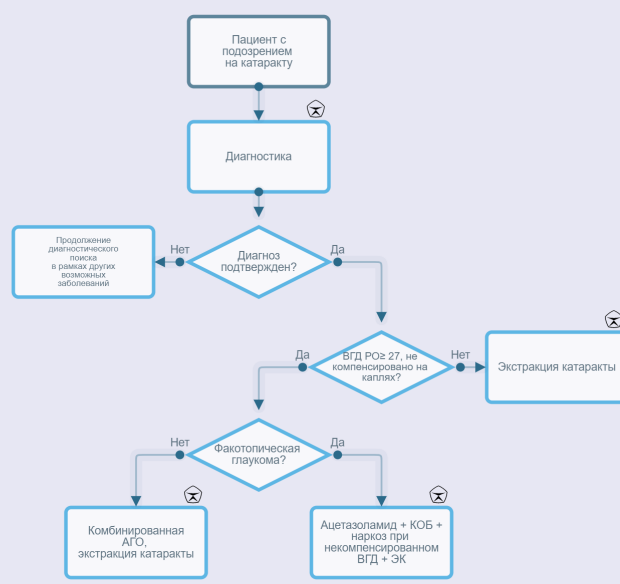 Пациент с
подозрением
на катаракту
Диагностика
Нет
Да
Продолжение
диагностического
поиска
в рамках других
возможных
заболеваний
Диагноз
подтвержден?
Да
Нет
ВГД РО≥ 27, не
компенсировано на
каплях?
Экстракция катаракты
Нет
Да
Факотопическая
глаукома?
Комбинированная
АГО,
экстракция катаракты
Ацетазоламид + КОБ +
наркоз при
некомпенсированном
ВГД + ЭК